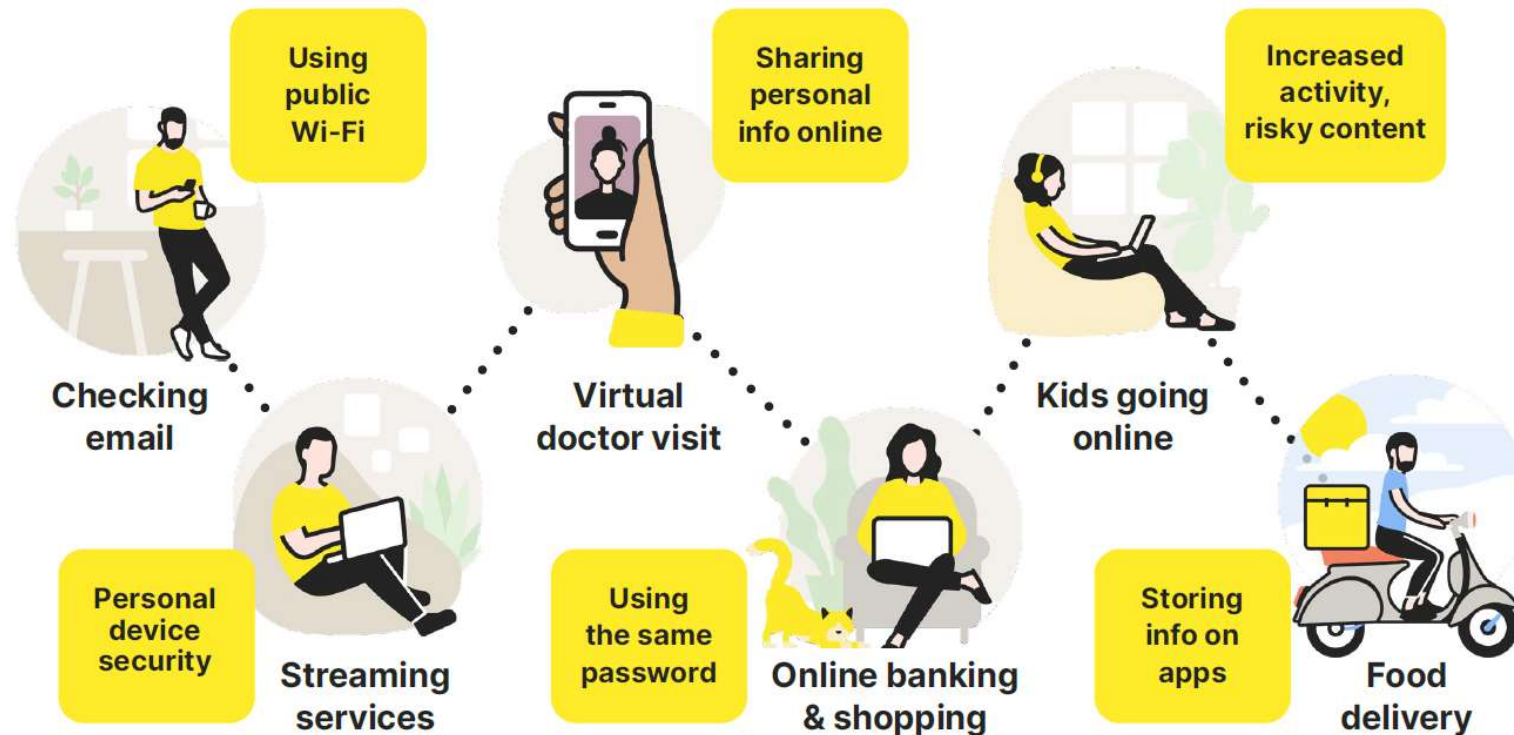 Using
public
Wi-Fi
Checking
email
Sharing
personal
info online
Virtual
doctor visit
Increased
activity,
risky content
Kids going
online
Personal
device
security
Streaming
services
Using
the same
password
Online banking
& shopping
Storing
info on
apps
Food
delivery